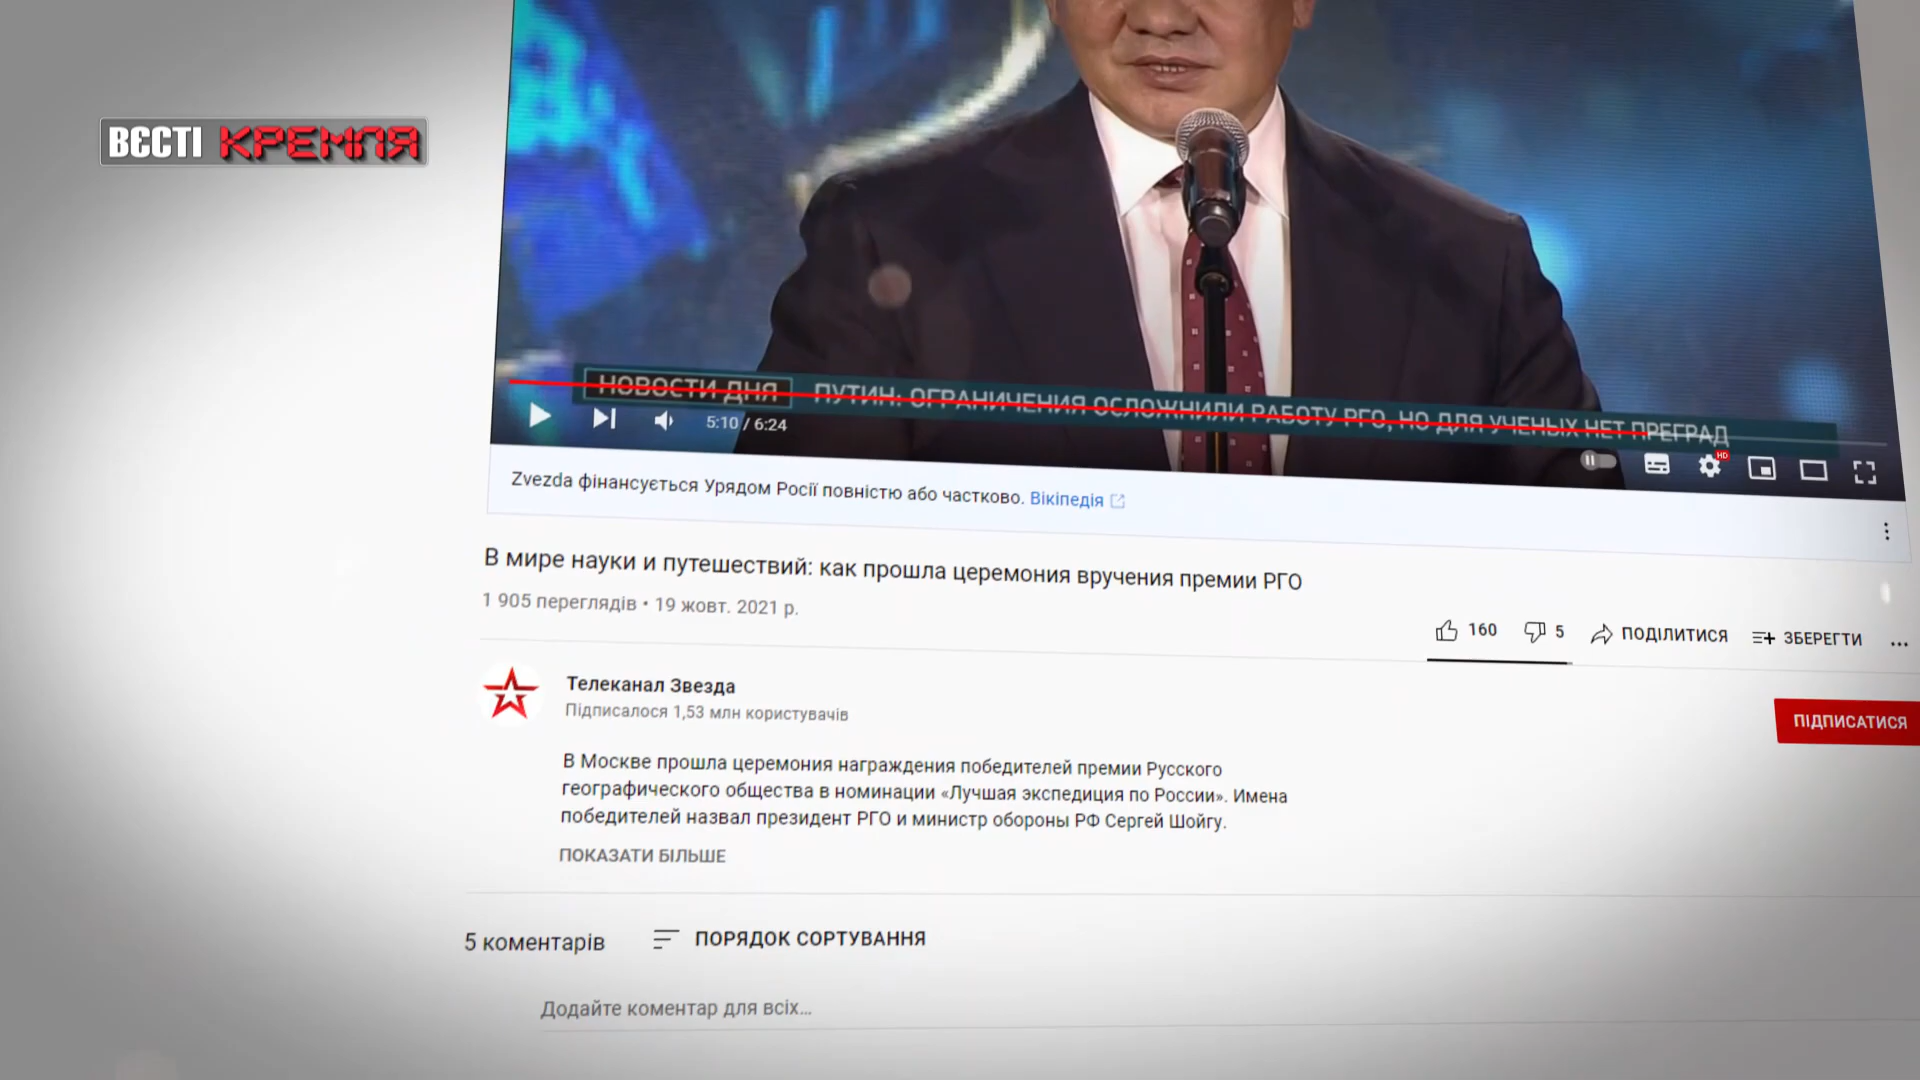 ВЄСТІ КРЕМЛЯ
НОВОСТИ ДНЯ ПУТИН: ОГРАНИЧЕНИЯ ОСЛОЖНИЛИ РАБОТУ РГО, НО ДЛЯ УЧЕНЫХ НЕТ ПРЕГРАД
5:10 / 6:24
HD
Zvezda фінансується Урядом Росії повністю або частково. Вікіпедія
В мире науки и путешествий: как прошла церемония вручения премии РГО
1 905 переглядів • 19 жовт. 2021 р.
160 5 ПОДІЛИТИСЯ ЗБЕРЕГТИ ...
Телеканал Звезда
Підписалося 1,53 млн користувачів
ПІДПИСАТИСЯ
В Москве прошла церемония награждения победителей премии Русского
географического общества в номинации «Лучшая экспедиция по России». Имена
победителей назвал президент РГО и министр обороны РФ Сергей Шойгу.
ПОКАЗАТИ БІЛЬШЕ
5 коментарів ПОРЯДОК СОРТУВАННЯ
Додайте коментар для всіх...